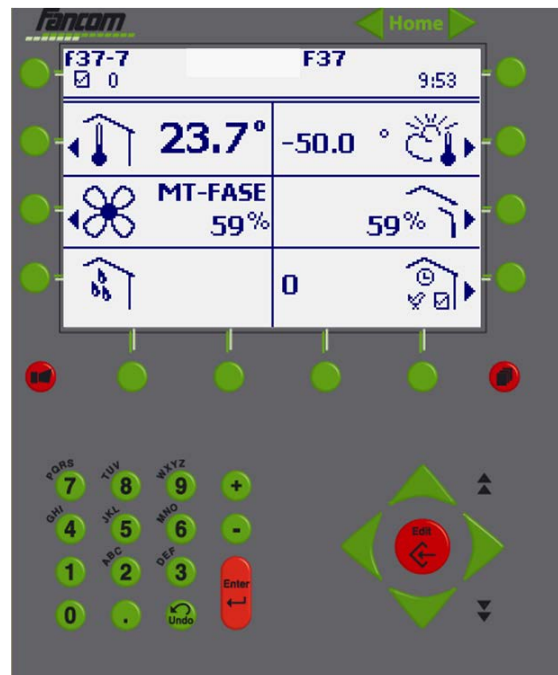 Fancom
Home
f37-7 F37
0 9:53
23.7° -50.0 °
MT-FASE
59% 59%
0
PQRS TUV WXYZ
7 8 9 +
GHI JKL MNO
4 5 6 - Edit
ABC DEF
1 2 3 Enter
0 . Undo